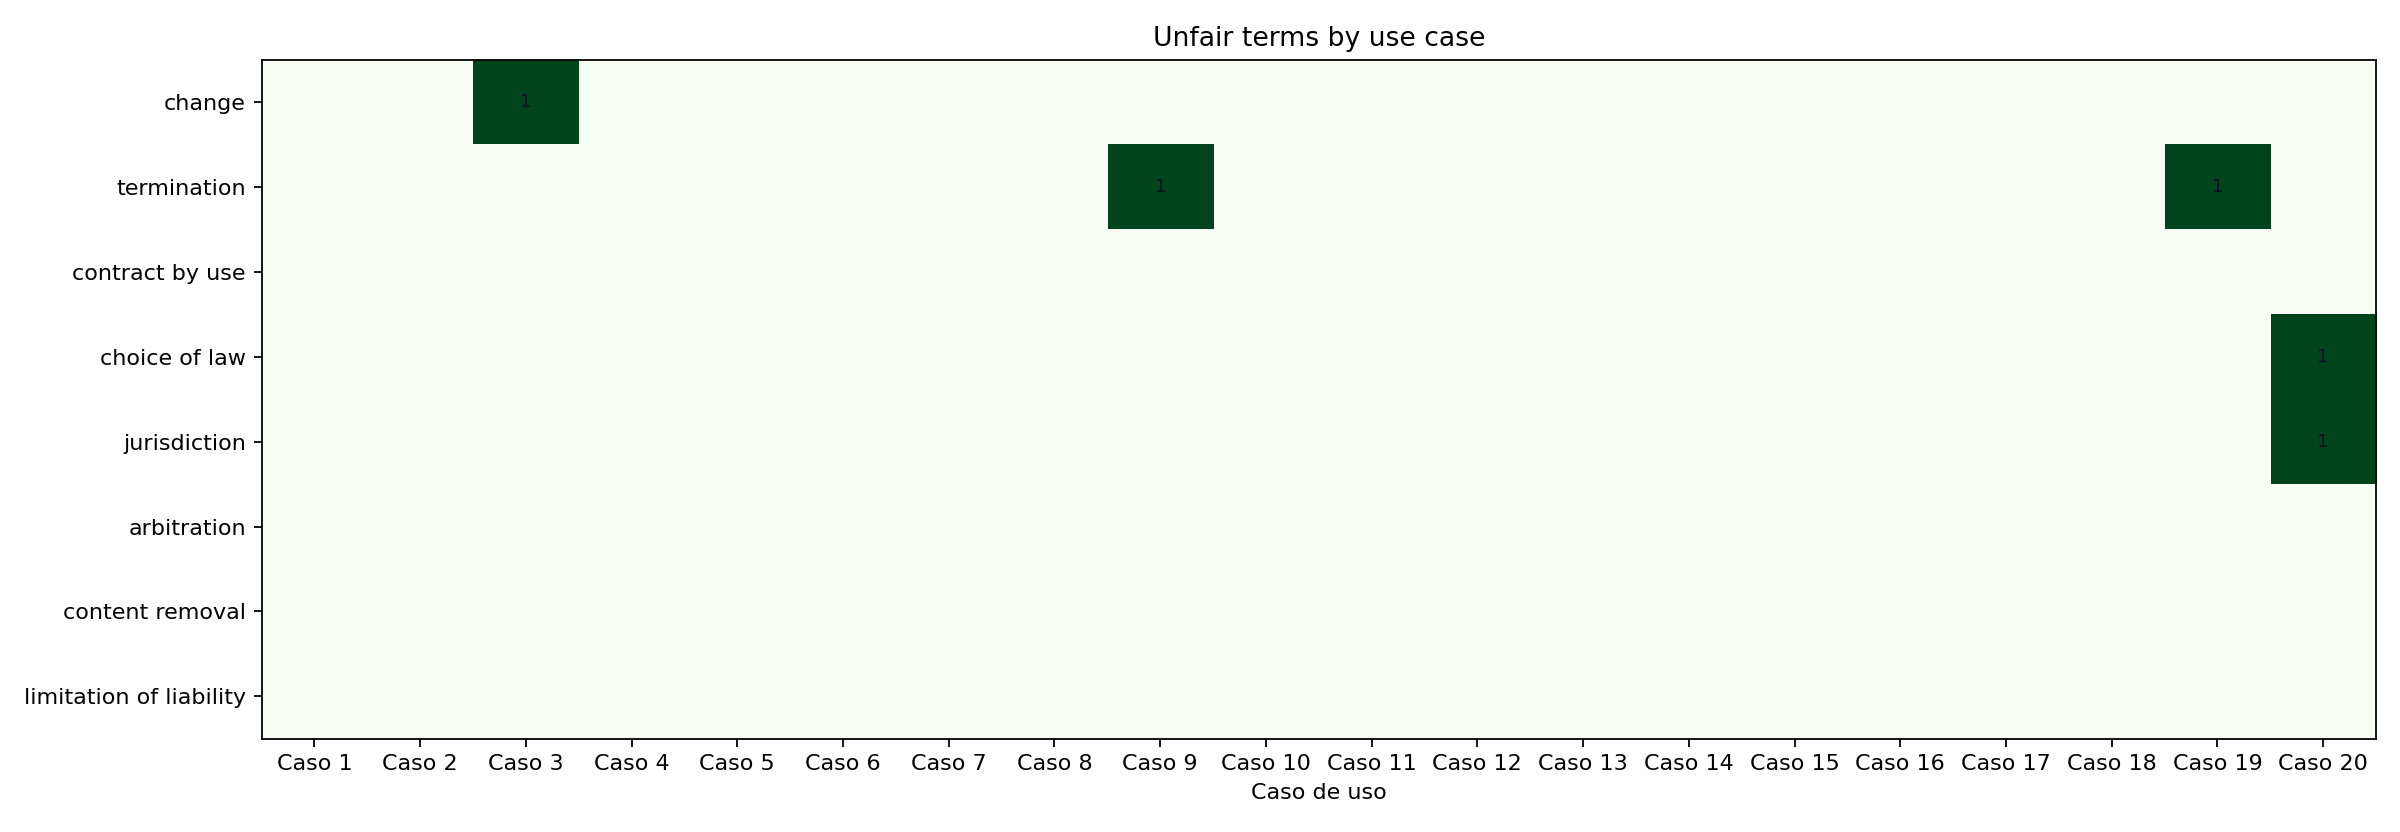 Unfair terms by use case
change
1
termination
1
1
contract by use
choice of law
1
jurisdiction
1
arbitration
content removal
limitation of liability
Caso 1 Caso 2 Caso 3 Caso 4 Caso 5 Caso 6 Caso 7 Caso 8 Caso 9 Caso 10 Caso 11 Caso 12 Caso 13 Caso 14 Caso 15 Caso 16 Caso 17 Caso 18 Caso 19 Caso 20
Caso de uso